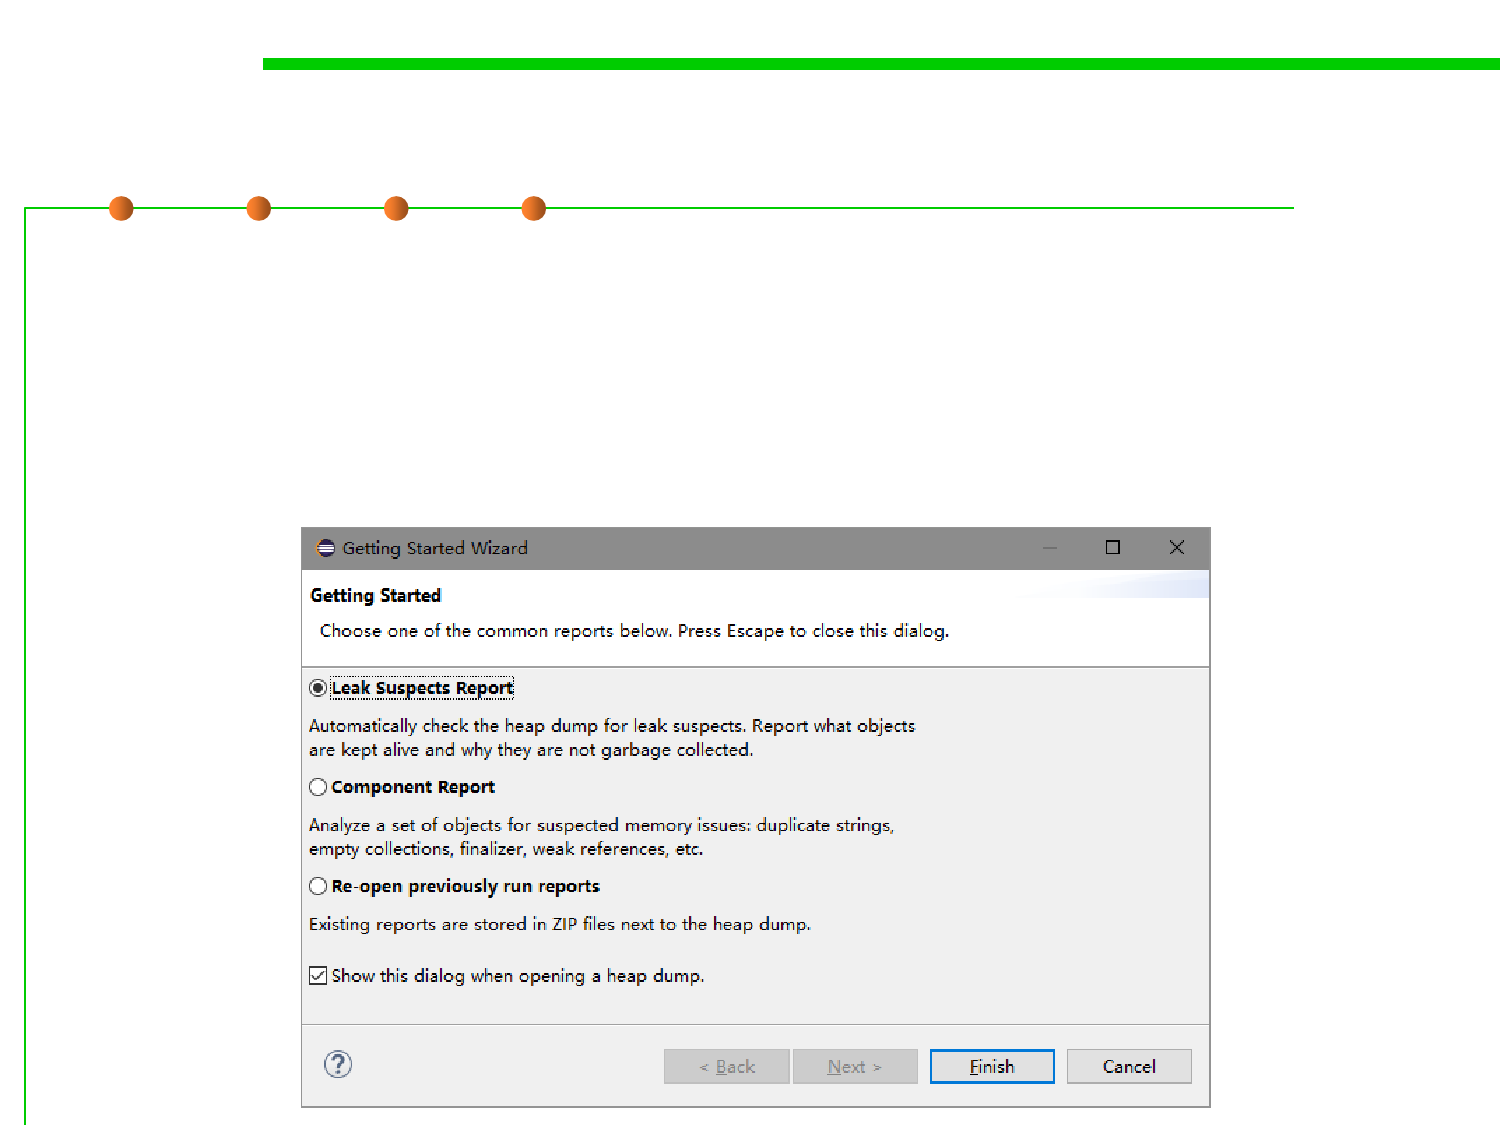 Getting Started Wizard
Getting Started
Choose one of the common reports below. Press Escape to close this dialog.
Leak Suspects Report
Automatically check the heap dump for leak suspects. Report what objects
are kept alive and why they are not garbage collected.
Component Report
Analyze a set of objects for suspected memory issues: duplicate strings,
empty collections, finalizer, weak references, etc.
Re-open previously run reports
Existing reports are stored in ZIP files next to the heap dump.
Show this dialog when opening a heap dump.
? < Back Next > Finish Cancel